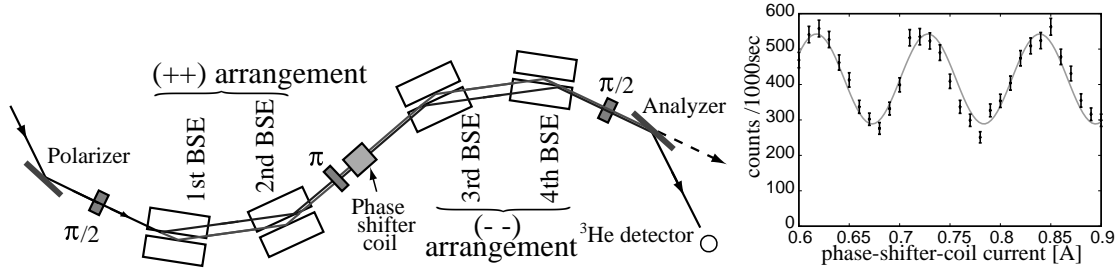 (++) arrangement
Polarizer
π/2
1st BSE
2nd BSE
π
Phase
shifter
coil
3rd BSE
4th BSE
(- -)
arrangement
π/2
Analyzer
³He detector
counts /1000sec
600
500
400
300
200
100
0
0.6
0.65
0.7
0.75
0.8
0.85
0.9
phase-shifter-coil current [A]